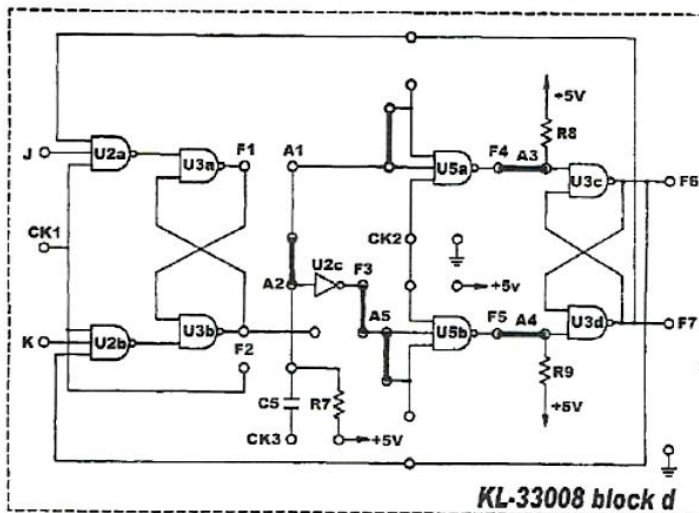 +5V
R8
J
U2a
U3a
F1
A1
U5a
F4
A3
U3c
F6
CK1
CK2
U2c
F3
A2
+5v
K
U2b
U3b
F2
A5
U5b
F5
A4
U3d
F7
C5
R7
R9
CK3
+5V
+5V
KL-33008 block d